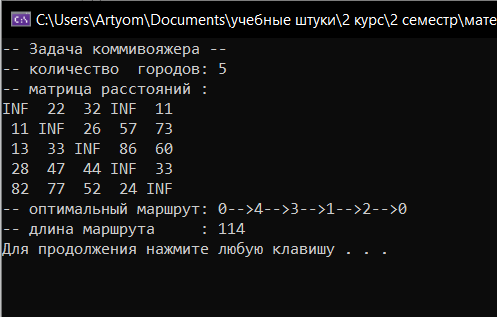 C:\Users\Artyom\Documents\учебные штуки\2 курс\2 семестр\мате
-- Задача коммивояжера --
-- количество  городов: 5
-- матрица расстояний :
INF  22  32 INF  11
 11 INF  26  57  73
 13  33 INF  86  60
 28  47  44 INF  33
 82  77  52  24 INF
-- оптимальный маршрут: 0-->4-->3-->1-->2-->0
-- длина маршрута     : 114
Для продолжения нажмите любую клавишу . . .